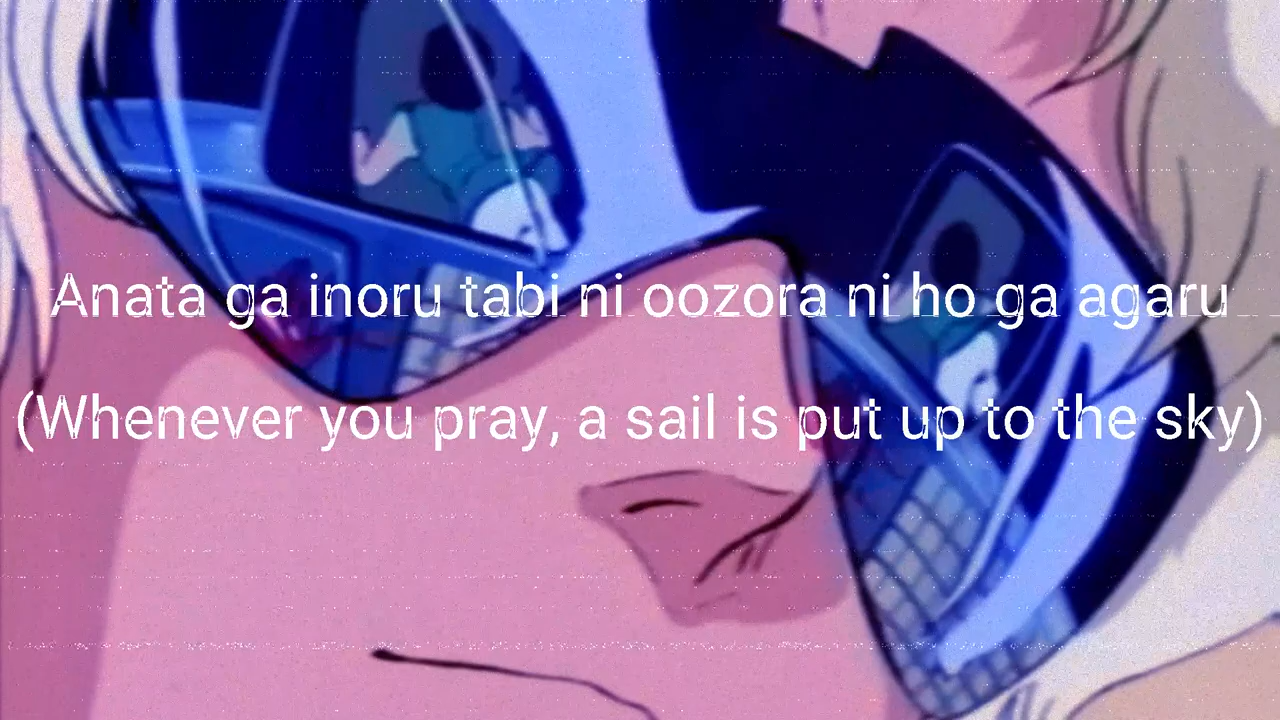 Anata ga inoru tabi ni oozora ni ho ga agaru
(Whenever you pray, a sail is put up to the sky)